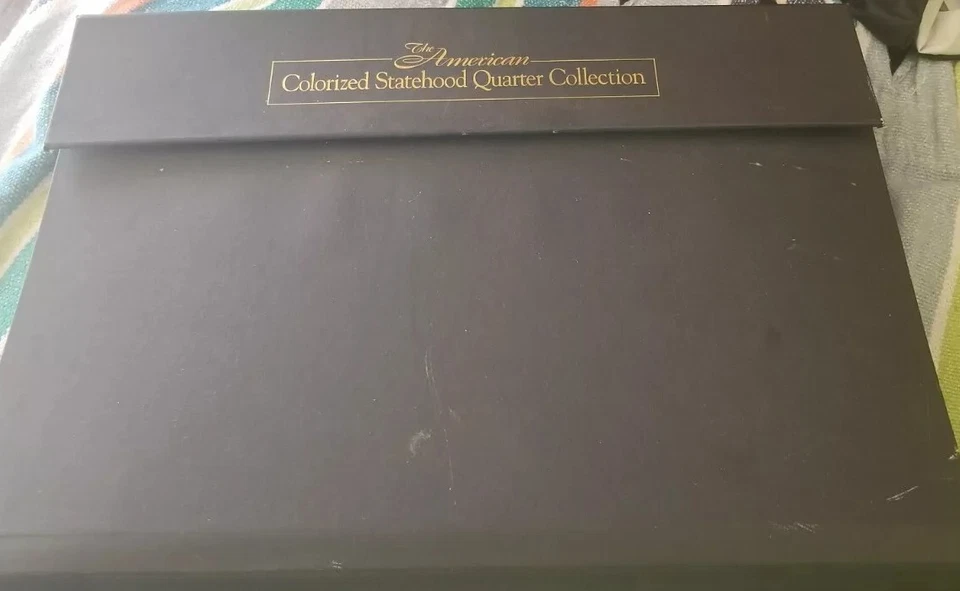 The
American
Colorized Statehood Quarter Collection